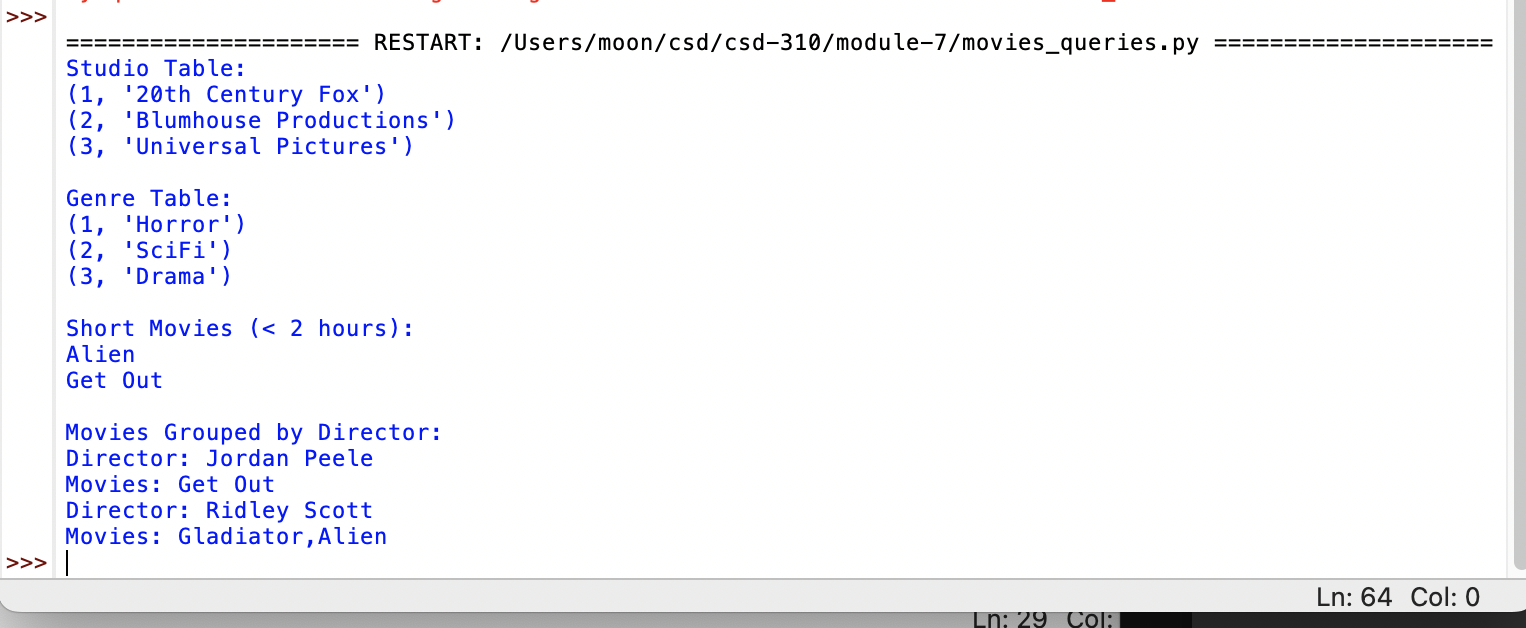 >>>
===================== RESTART: /Users/moon/csd/csd-310/module-7/movies_queries.py ====================
Studio Table:
(1, '20th Century Fox')
(2, 'Blumhouse Productions')
(3, 'Universal Pictures')
Genre Table:
(1, 'Horror')
(2, 'SciFi')
(3, 'Drama')
Short Movies (< 2 hours):
Alien
Get Out
Movies Grouped by Director:
Director: Jordan Peele
Movies: Get Out
Director: Ridley Scott
Movies: Gladiator,Alien
>>>
Ln: 64 Col: 0
Ln: 29 Col: